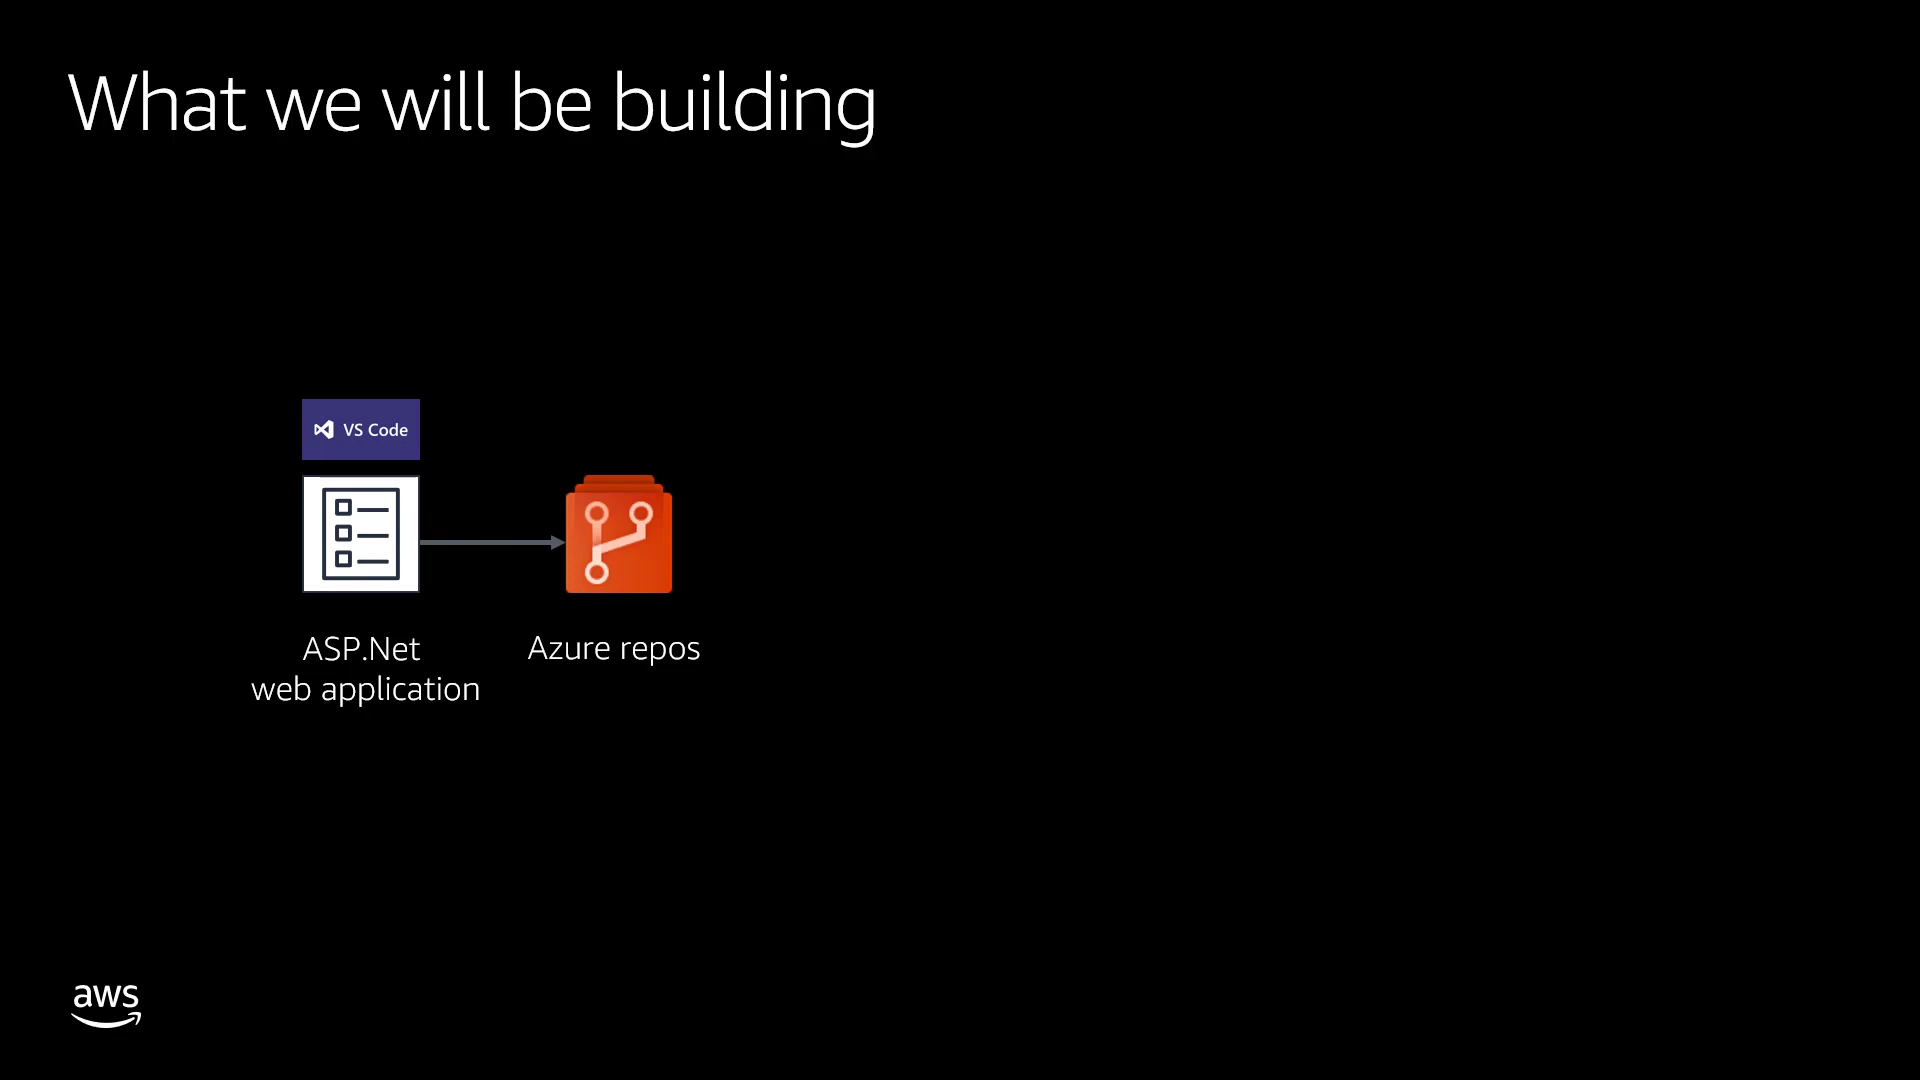 What we will be building
VS Code
ASP.Net
web application
Azure repos
aws